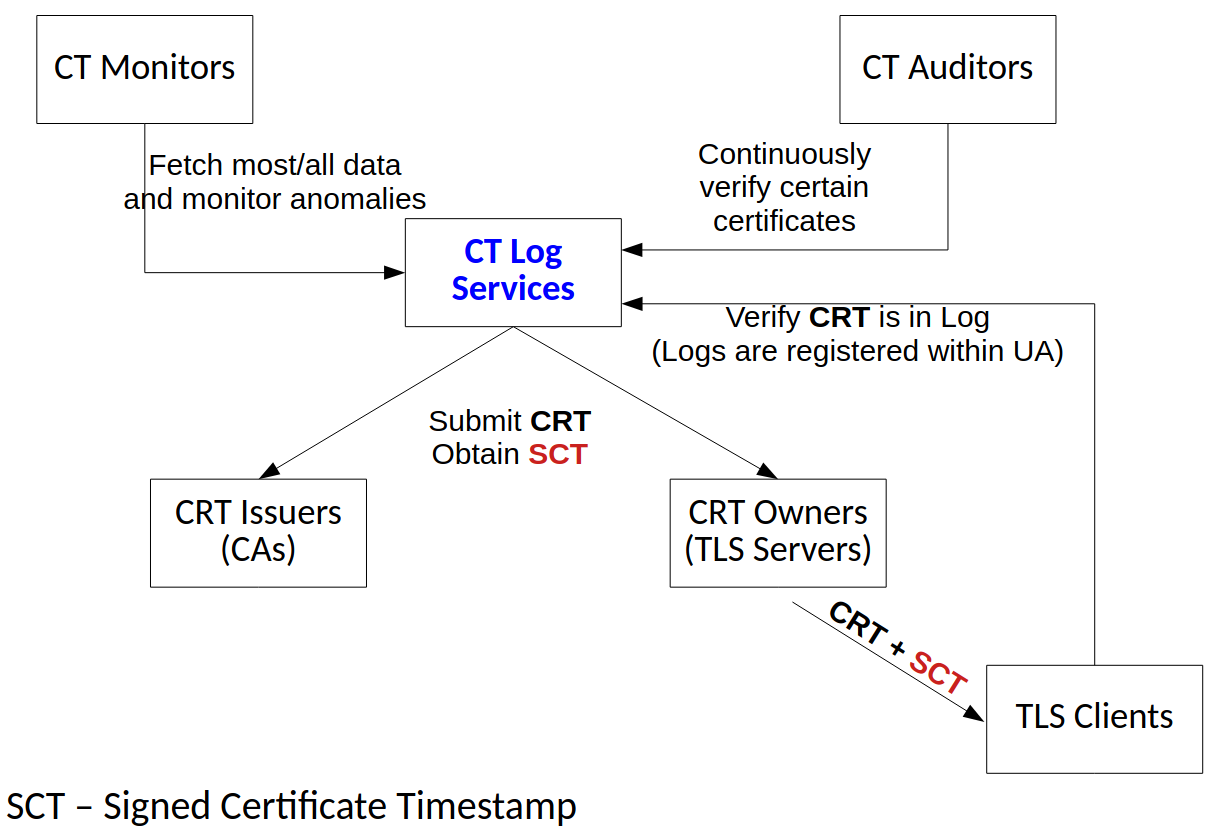 CT Monitors
CT Auditors
Fetch most/all data
and monitor anomalies
Continuously
verify certain
certificates
CT Log
Services
Verify CRT is in Log
(Logs are registered within UA)
Submit CRT
Obtain SCT
CRT Issuers
(CAs)
CRT Owners
(TLS Servers)
CRT + SCT
TLS Clients
SCT – Signed Certificate Timestamp